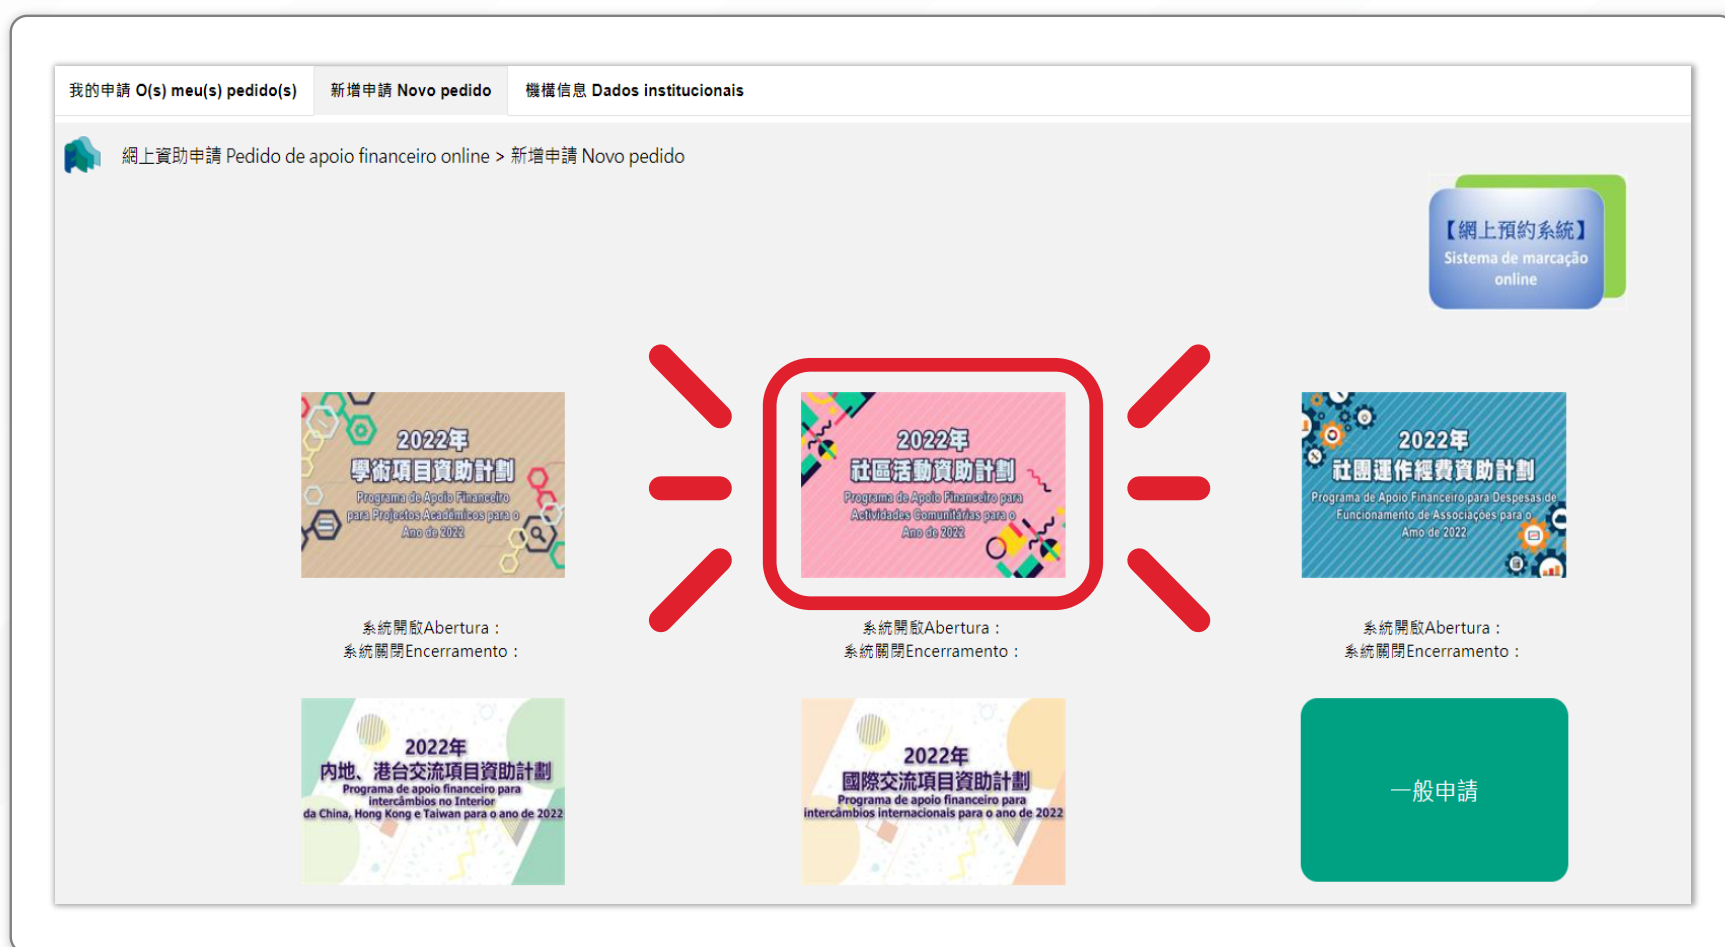 我的申請 O(s) meu(s) pedido(s)
新增申請 Novo pedido
機構信息 Dados institucionais
網上資助申請 Pedido de apoio financeiro online > 新增申請 Novo pedido
【網上預約系統】
Sistema de marcação
online
2022年
學術項目資助計劃
Programa de Apoio Financeiro
para Projectos Académicos para o
Ano de 2022
2022年
社區活動資助計劃
Programa de Apoio Financeiro para
Actividades Comunitárias para o
Ano de 2022
2022年
社團運作經費資助計劃
Programa de Apoio Financeiro para Despesas de
Funcionamento de Associações para o
Amo de 2022
系統開啟Abertura：
系統關閉Encerramento：
系統開啟Abertura：
系統關閉Encerramento：
系統開啟Abertura：
系統關閉Encerramento：
2022年
內地、港台交流項目資助計劃
Programa de apoio financeiro para
intercâmbios no Interior
da China, Hong Kong e Taiwan para o ano de 2022
2022年
國際交流項目資助計劃
Programa de apoio financeiro para
intercâmbios internacionais para o ano de 2022
一般申請